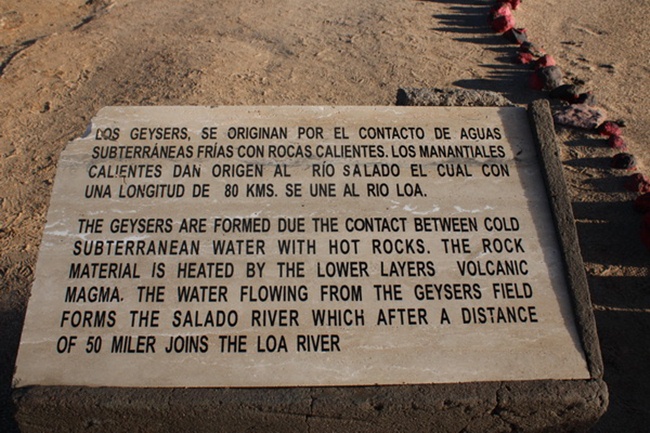 LOS GEYSERS, SE ORIGINAN POR EL CONTACTO DE AGUAS
SUBTERRÁNEAS FRÍAS CON ROCAS CALIENTES. LOS MANANTIALES
CALIENTES DAN ORIGEN AL RÍO SALADO EL CUAL CON
UNA LONGITUD DE 80 KMS. SE UNE AL RIO LOA.
THE GEYSERS ARE FORMED DUE THE CONTACT BETWEEN COLD
SUBTERRANEAN WATER WITH HOT ROCKS. THE ROCK
MATERIAL IS HEATED BY THE LOWER LAYERS VOLCANIC
MAGMA. THE WATER FLOWING FROM THE GEYSERS FIELD
FORMS THE SALADO RIVER WHICH AFTER A DISTANCE
OF 50 MILER JOINS THE LOA RIVER